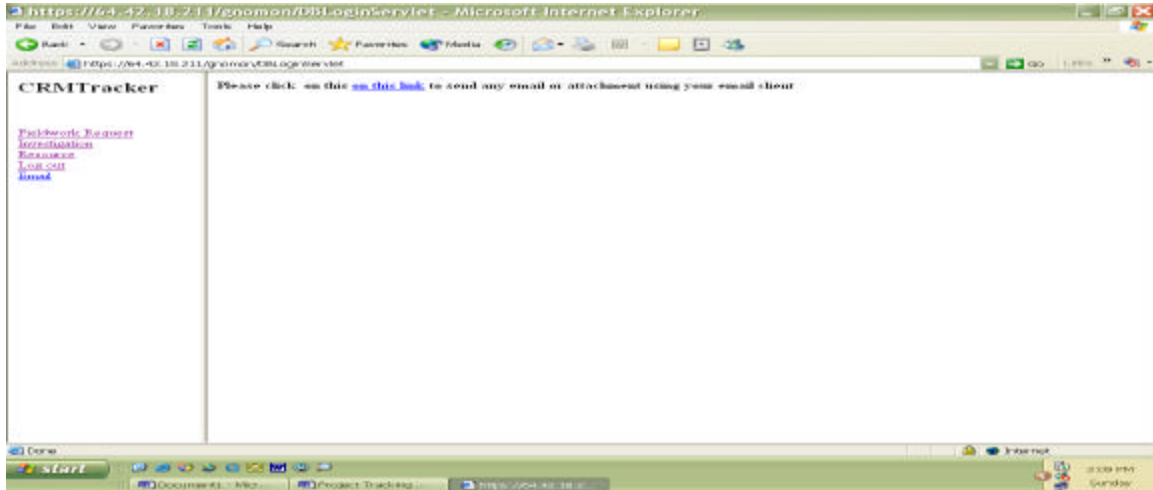 https://64.42.18.211/gnomon/DBLoginServlet - Microsoft Internet Explorer
File Edit View Favorites Tools Help
Back Search Favorites Media
Address https://64.42.18.211/gnomon/DBLoginServlet Go Links
CRMTracker
Please click on this on this link to send any email or attachment using your email client
Fieldwork Request
Investigation
Resource
Log out
Email
Done Internet
start
Document1 - Micr... Project Tracking ... https://64.42.18.2...
Sunday